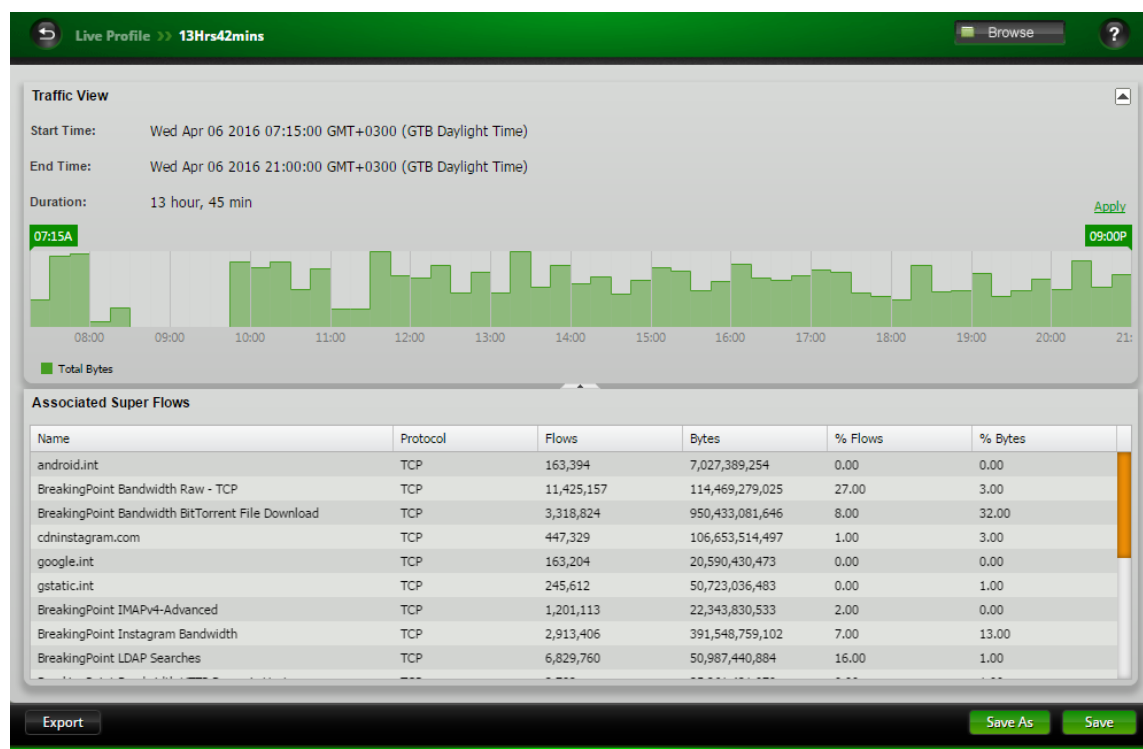 Live Profile >> 13Hrs42mins
Browse
?
Traffic View
Start Time: Wed Apr 06 2016 07:15:00 GMT+0300 (GTB Daylight Time)
End Time: Wed Apr 06 2016 21:00:00 GMT+0300 (GTB Daylight Time)
Duration: 13 hour, 45 min
Apply
07:15A 09:00P
08:00 09:00 10:00 11:00 12:00 13:00 14:00 15:00 16:00 17:00 18:00 19:00 20:00 21:
Total Bytes
Associated Super Flows
Name Protocol Flows Bytes % Flows % Bytes
android.int TCP 163,394 7,027,389,254 0.00 0.00
BreakingPoint Bandwidth Raw - TCP TCP 11,425,157 114,469,279,025 27.00 3.00
BreakingPoint Bandwidth BitTorrent File Download TCP 3,318,824 950,433,081,646 8.00 32.00
cdninstagram.com TCP 447,329 106,653,514,497 1.00 3.00
google.int TCP 163,204 20,590,430,473 0.00 0.00
gstatic.int TCP 245,612 50,723,036,483 0.00 1.00
BreakingPoint IMAPv4-Advanced TCP 1,201,113 22,343,830,533 2.00 0.00
BreakingPoint Instagram Bandwidth TCP 2,913,406 391,548,759,102 7.00 13.00
BreakingPoint LDAP Searches TCP 6,829,760 50,987,440,884 16.00 1.00
Export
Save As
Save